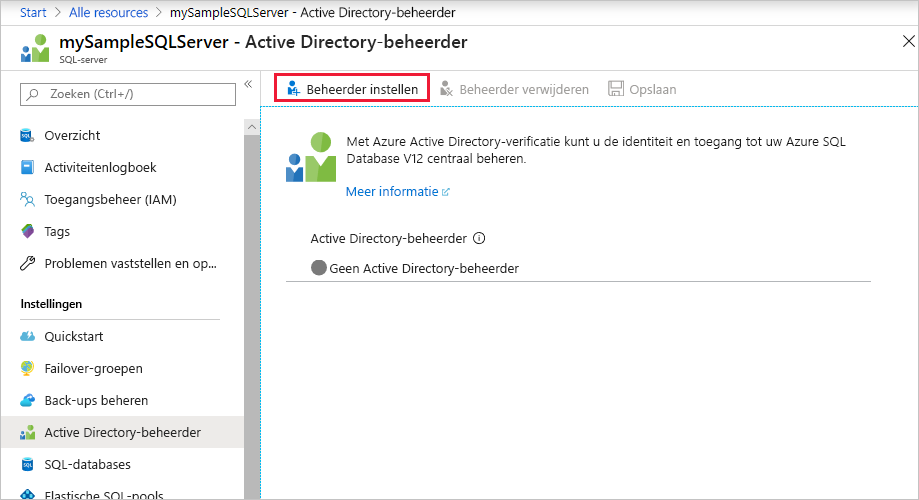 Start > Alle resources > mySampleSQLServer - Active Directory-beheerder
mySampleSQLServer - Active Directory-beheerder
SQL-server
Zoeken (Ctrl+/)
Overzicht
Activiteitenlogboek
Toegangsbeheer (IAM)
Tags
Problemen vaststellen en op...
Instellingen
Quickstart
Failover-groepen
Back-ups beheren
Active Directory-beheerder
SQL-databases
Elastische SQL-pools
Beheerder instellen
Beheerder verwijderen
Opslaan
Met Azure Active Directory-verificatie kunt u de identiteit en toegang tot uw Azure SQL
Database V12 centraal beheren.
Meer informatie
Active Directory-beheerder
Geen Active Directory-beheerder